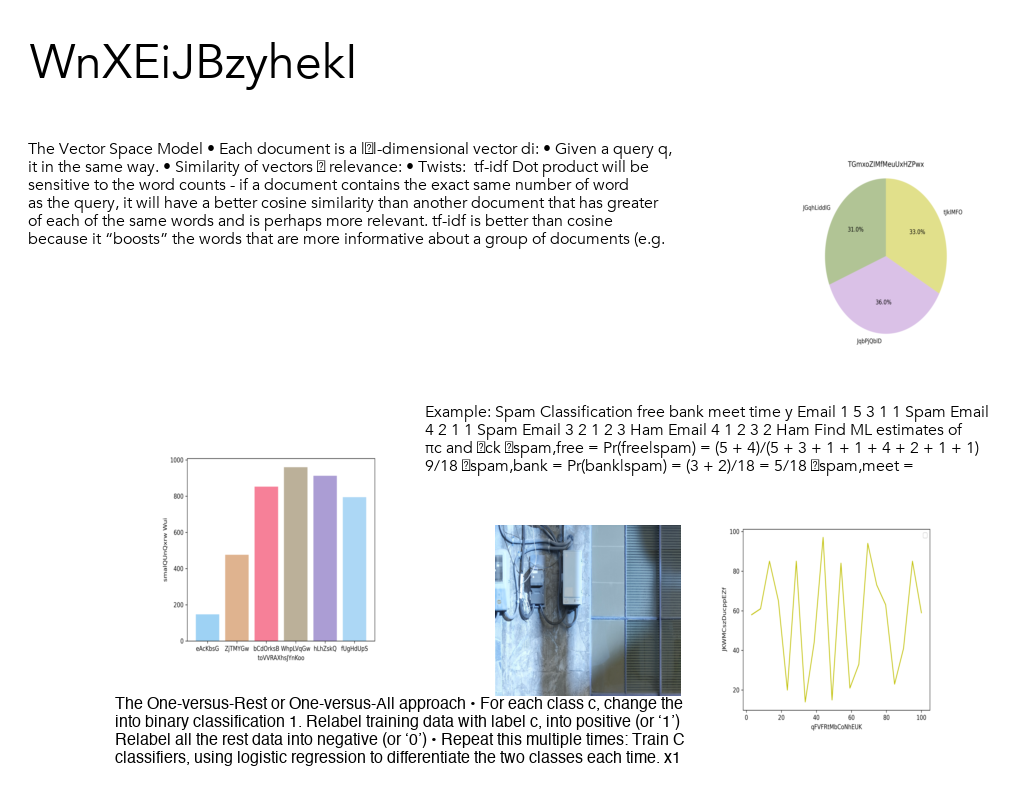 WnXEiJBzyhekI
The Vector Space Model • Each document is a |􀀀|-dimensional vector di: • Given a query q,
it in the same way. • Similarity of vectors 􀀀 relevance: • Twists:  tf-idf Dot product will be
sensitive to the word counts - if a document contains the exact same number of word
as the query, it will have a better cosine similarity than another document that has greater
of each of the same words and is perhaps more relevant. tf-idf is better than cosine
because it “boosts” the words that are more informative about a group of documents (e.g.
TGmxoZIMfMeuUxHZPwx
JGqhLiddIG
tjkIMFO
31.0%
33.0%
36.0%
JqbPjQbID
Example: Spam Classification free bank meet time y Email 1 5 3 1 1 Spam Email
4 2 1 1 Spam Email 3 2 1 2 3 Ham Email 4 1 2 3 2 Ham Find ML estimates of
πc and 􀀀ck 􀀀spam,free = Pr(free|spam) = (5 + 4)/(5 + 3 + 1 + 1 + 4 + 2 + 1 + 1)
9/18 􀀀spam,bank = Pr(bank|spam) = (3 + 2)/18 = 5/18 􀀀spam,meet =
1000
800
600
400
200
0
smalQUnQxrw Wui
eAcKbsG ZjTMYGw bCdOrksB WhpLVqGw hLhZskQ fUgHdUpS
toVVRAXhsJYnKoo
100
80
60
40
20
JKWMCszDucppEZf
0 20 40 60 80 100
qFVFRtMbCoNhEUK
The One-versus-Rest or One-versus-All approach • For each class c, change the
into binary classification 1. Relabel training data with label c, into positive (or ‘1’)
Relabel all the rest data into negative (or ‘0’) • Repeat this multiple times: Train C
classifiers, using logistic regression to differentiate the two classes each time. x1